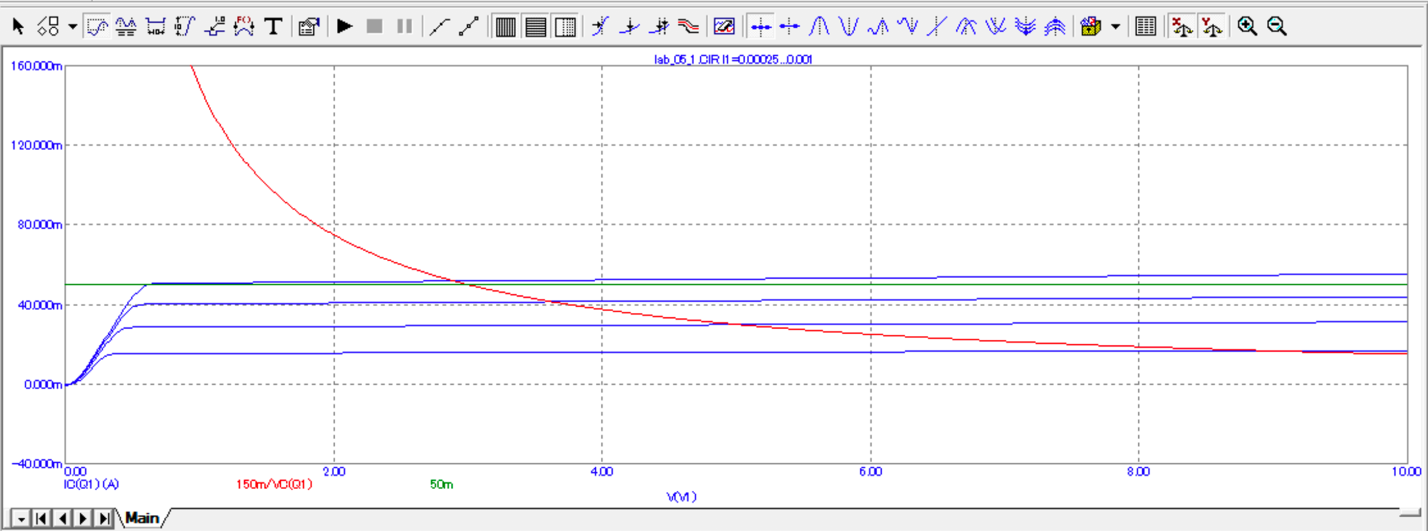 T
lab_05_1.CIR I1=0.00025...0.001
160.000m
120.000m
80.000m
40.000m
0.000m
-40.000m
0.00 2.00 4.00 6.00 8.00 10.00
IC(Q1) (A) 150m/VC(Q1) 50m
V(V1)
Main